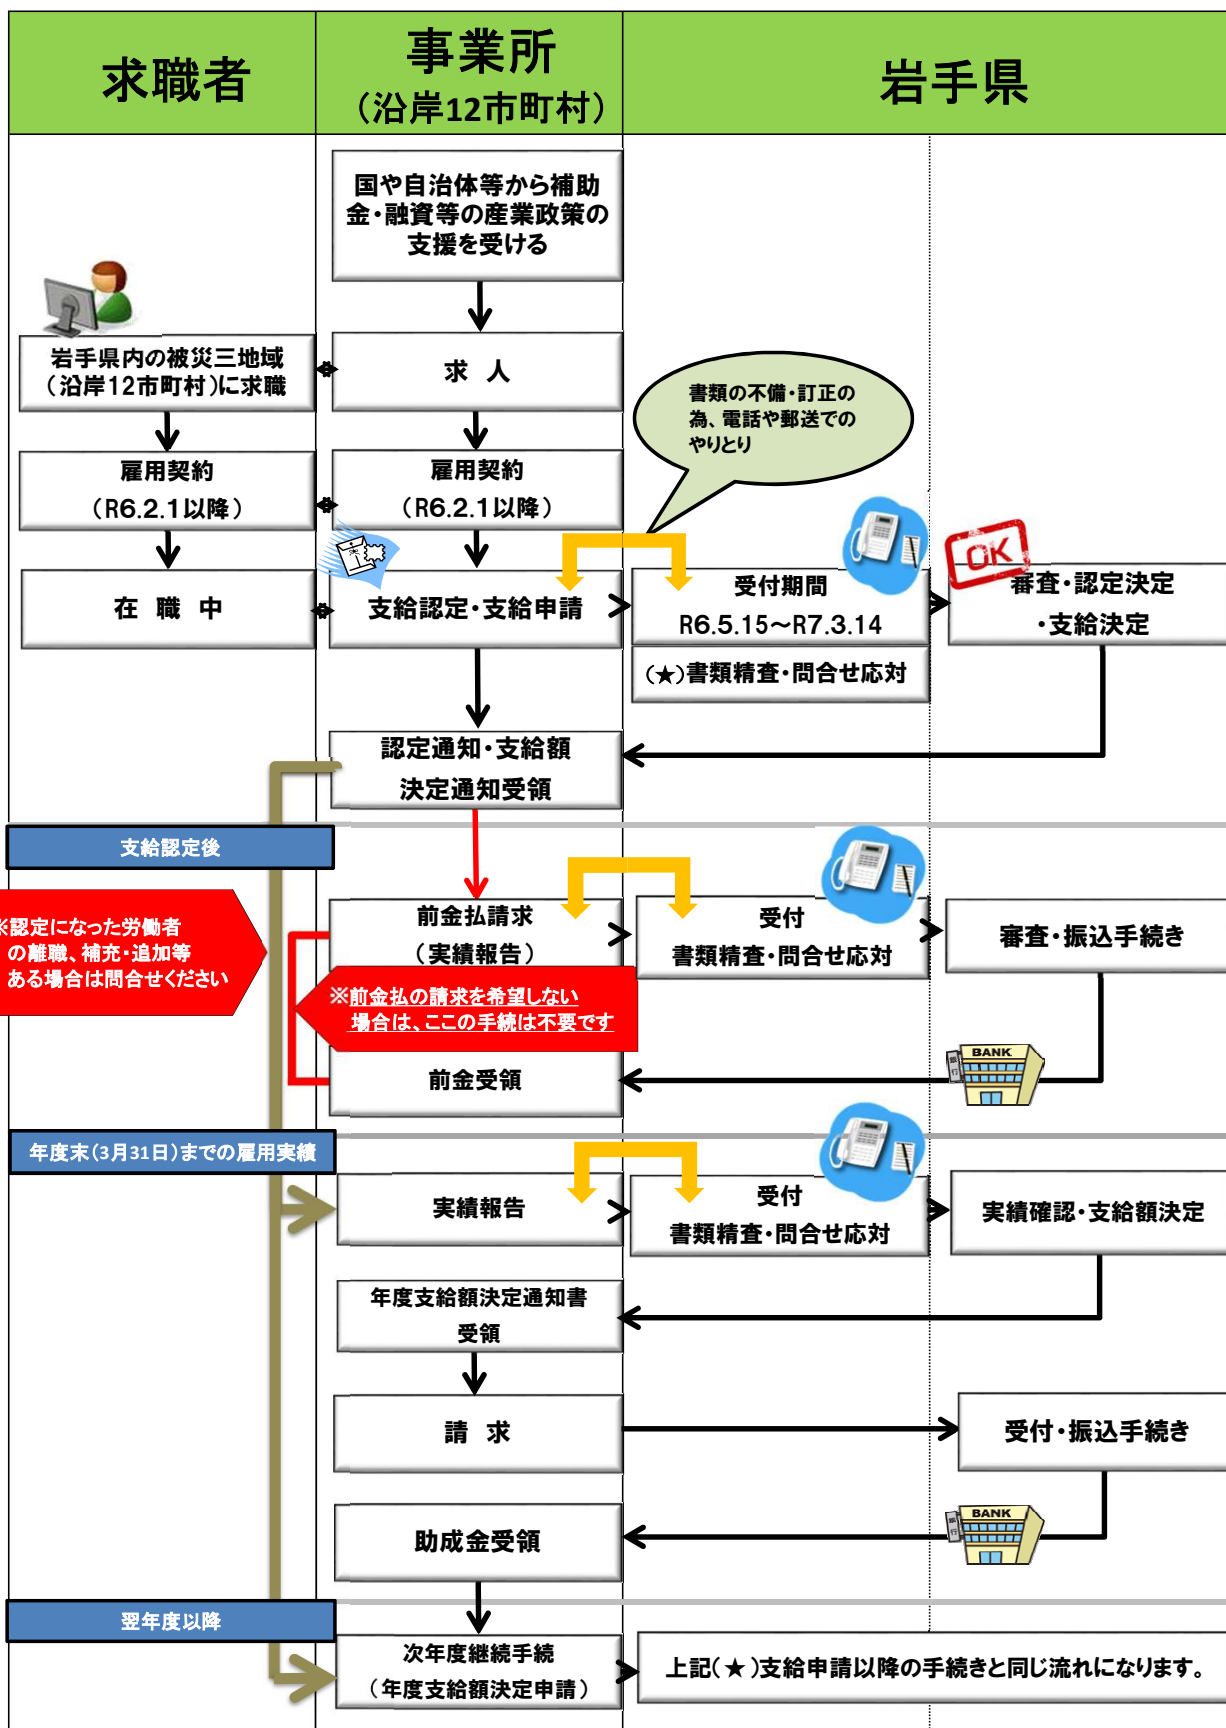 求職者
事業所
（沿岸12市町村）
岩手県
国や自治体等から補助
金・融資等の産業政策の
支援を受ける
岩手県内の被災三地域
（沿岸12市町村）に求職
求 人
書類の不備・訂正の
為、電話や郵送での
やりとり
雇用契約
（R6.2.1以降）
雇用契約
（R6.2.1以降）
在 職 中
支給認定・支給申請
受付期間
R6.5.15～R7.3.14
（★）書類精査・問合せ応対
OK
審査・認定決定
・支給決定
認定通知・支給額
決定通知受領
支給認定後
※認定になった労働者
の離職、補充・追加等
ある場合は問合せください
前金払請求
（実績報告）
受付
書類精査・問合せ応対
審査・振込手続き
※前金払の請求を希望しない
場合は、ここの手続は不要です
前金受領
銀行
BANK
年度末（3月31日）までの雇用実績
実績報告
受付
書類精査・問合せ応対
実績確認・支給額決定
年度支給額決定通知書
受領
請 求
受付・振込手続き
助成金受領
銀行
BANK
翌年度以降
次年度継続手続
（年度支給額決定申請）
上記（★）支給申請以降の手続きと同じ流れになります。